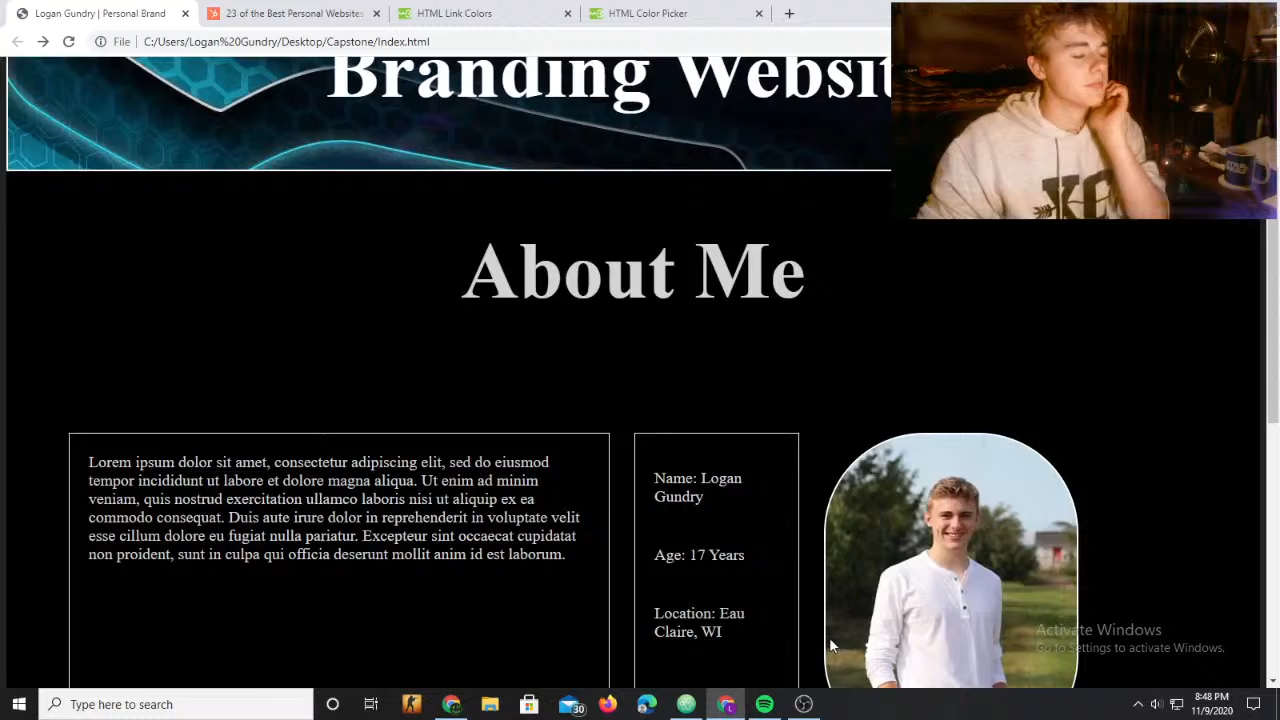 Logan Gundry | Personal Brand
23 of the Best Personal Websites
HTML Link Colors
HTML Color Picker
File
C:/Users/Logan%20Gundry/Desktop/Capstone/Index.html
Branding Websit
About Me
Lorem ipsum dolor sit amet, consectetur adipiscing elit, sed do eiusmod
tempor incididunt ut labore et dolore magna aliqua. Ut enim ad minim
veniam, quis nostrud exercitation ullamco laboris nisi ut aliquip ex ea
commodo consequat. Duis aute irure dolor in reprehenderit in voluptate velit
esse cillum dolore eu fugiat nulla pariatur. Excepteur sint occaecat cupidatat
non proident, sunt in culpa qui officia deserunt mollit anim id est laborum.
Name: Logan
Gundry
Age: 17 Years
Location: Eau
Claire, WI
Activate Windows
Go to Settings to activate Windows.
Type here to search
30
8:48 PM
11/9/2020